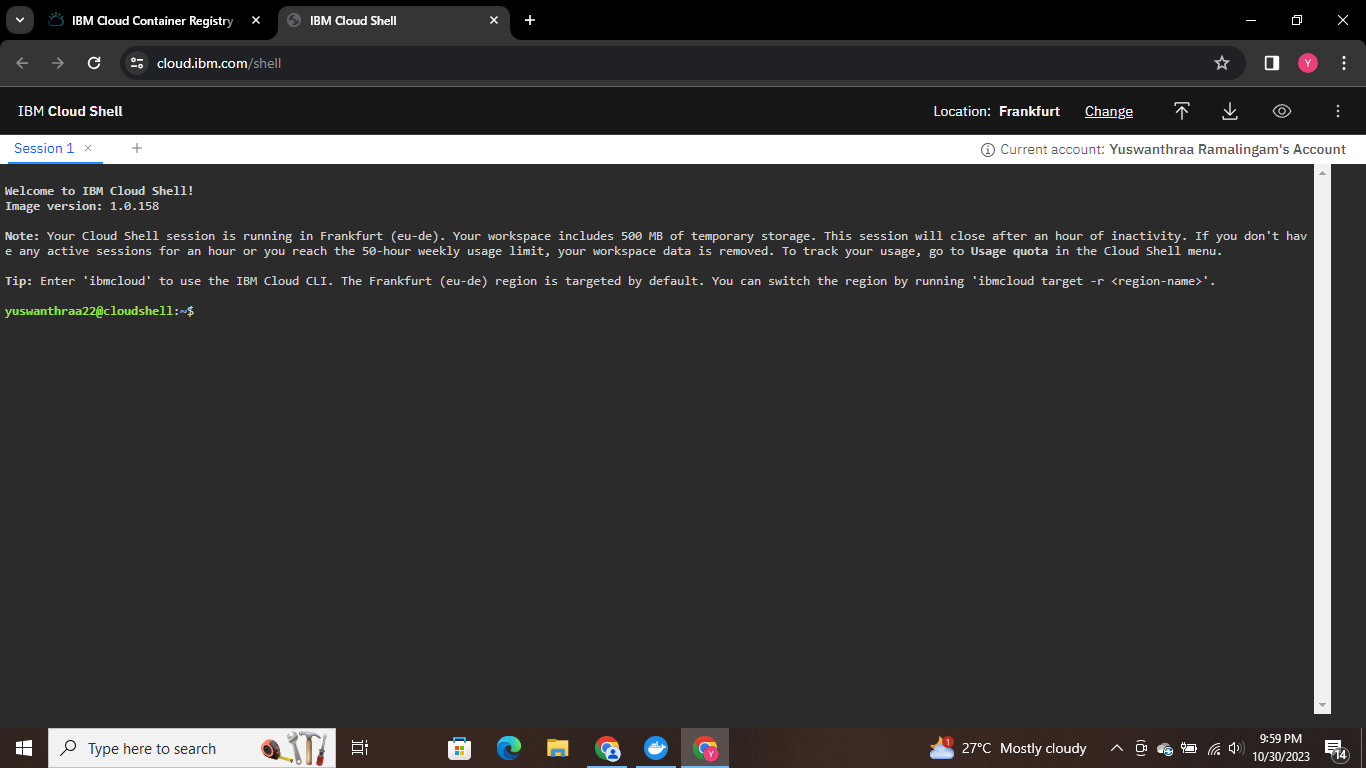 IBM Cloud Container Registry
IBM Cloud Shell
cloud.ibm.com/shell
IBM Cloud Shell
Location: Frankfurt Change
Session 1
Current account: Yuswanthraa Ramalingam's Account
Welcome to IBM Cloud Shell!
Image version: 1.0.158
Note: Your Cloud Shell session is running in Frankfurt (eu-de). Your workspace includes 500 MB of temporary storage. This session will close after an hour of inactivity. If you don't hav
e any active sessions for an hour or you reach the 50-hour weekly usage limit, your workspace data is removed. To track your usage, go to Usage quota in the Cloud Shell menu.
Tip: Enter 'ibmcloud' to use the IBM Cloud CLI. The Frankfurt (eu-de) region is targeted by default. You can switch the region by running 'ibmcloud target -r <region-name>'.
yuswanthraa22@cloudshell:~$
Type here to search
1
27°C Mostly cloudy
9:59 PM
10/30/2023
14
Y
Y